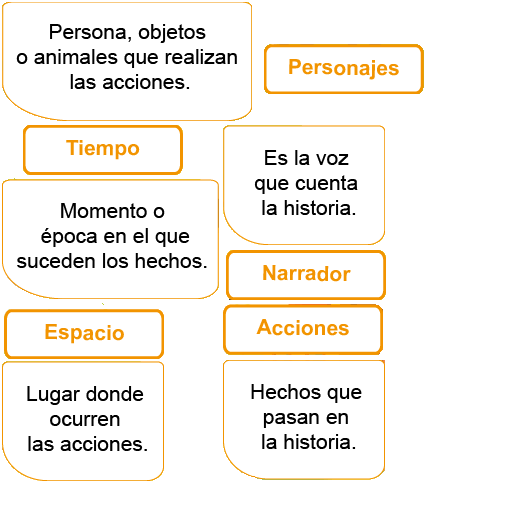 Persona, objetos
o animales que realizan
las acciones.
Personajes
Tiempo
Momento o
época en el que
suceden los hechos.
Es la voz
que cuenta
la historia.
Narrador
Espacio
Lugar donde
ocurren
las acciones.
Acciones
Hechos que
pasan en
la historia.